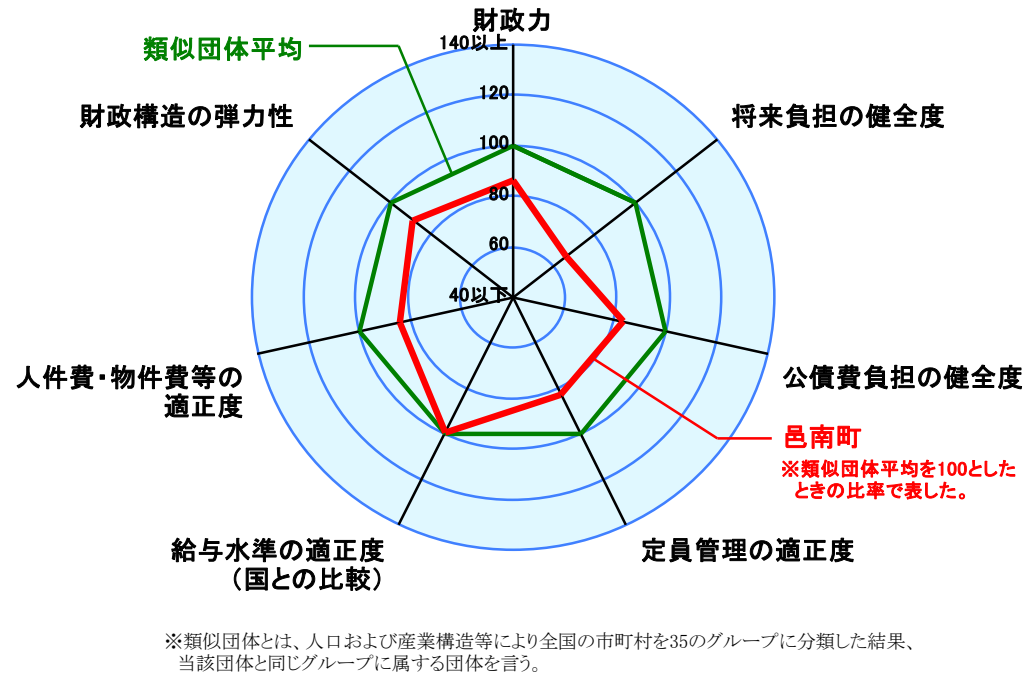 財政力
140以上
類似団体平均
120
財政構造の弾力性
将来負担の健全度
100
80
60
40以下
人件費・物件費等の
適正度
公債費負担の健全度
邑南町
※類似団体平均を100とした
ときの比率で表した。
給与水準の適正度
（国との比較）
定員管理の適正度
※類似団体とは、人口および産業構造等により全国の市町村を35のグループに分類した結果、
当該団体と同じグループに属する団体を言う。